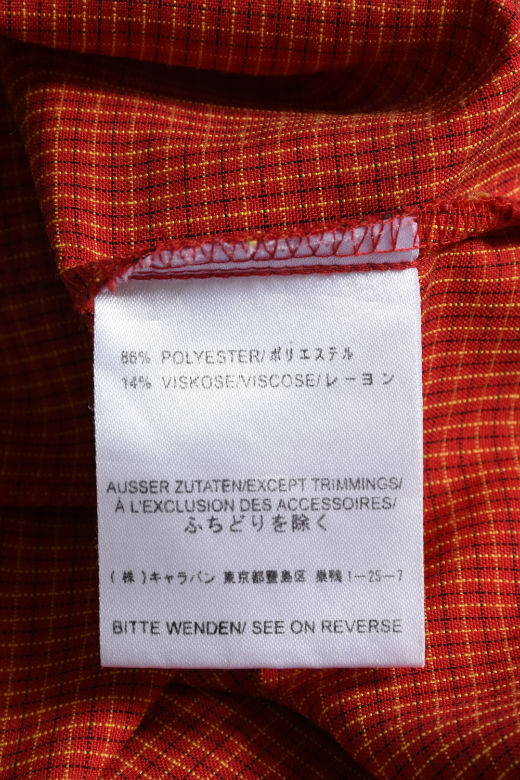 86% POLYESTER/ポリエステル
14% VISKOSE/VISCOSE/レーヨン
AUSSER ZUTATEN/EXCEPT TRIMMINGS/
À L'EXCLUSION DES ACCESSOIRES/
ふちどりを除く
(株)キャラバン 東京都豊島区 巣鴨1-25-7
BITTE WENDEN/ SEE ON REVERSE